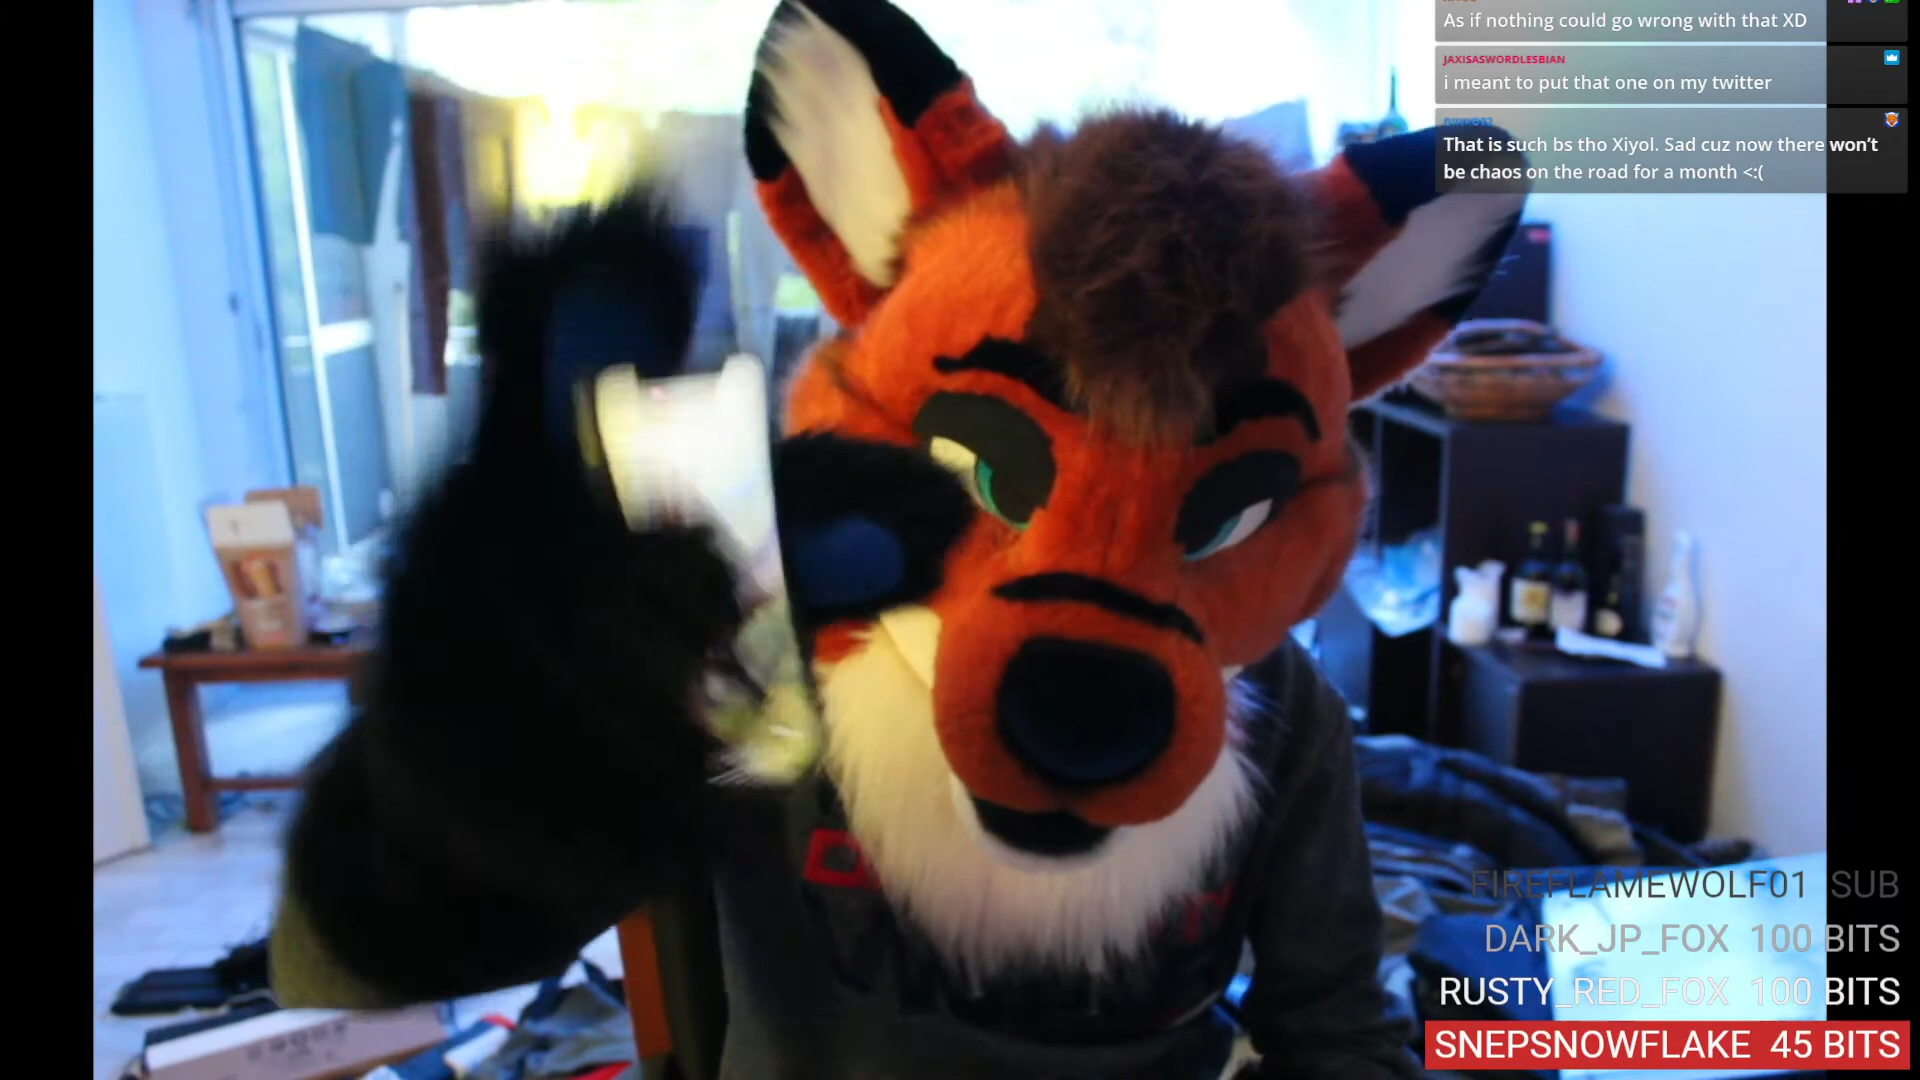 As if nothing could go wrong with that XD
JAXISASWORDLESBIAN
i meant to put that one on my twitter
That is such bs tho Xiyol. Sad cuz now there won't
be chaos on the road for a month <:(
FIREFLAMEWOLF01 SUB
DARK_JP_FOX 100 BITS
RUSTY_RED_FOX 100 BITS
SNEPSNOWFLAKE 45 BITS